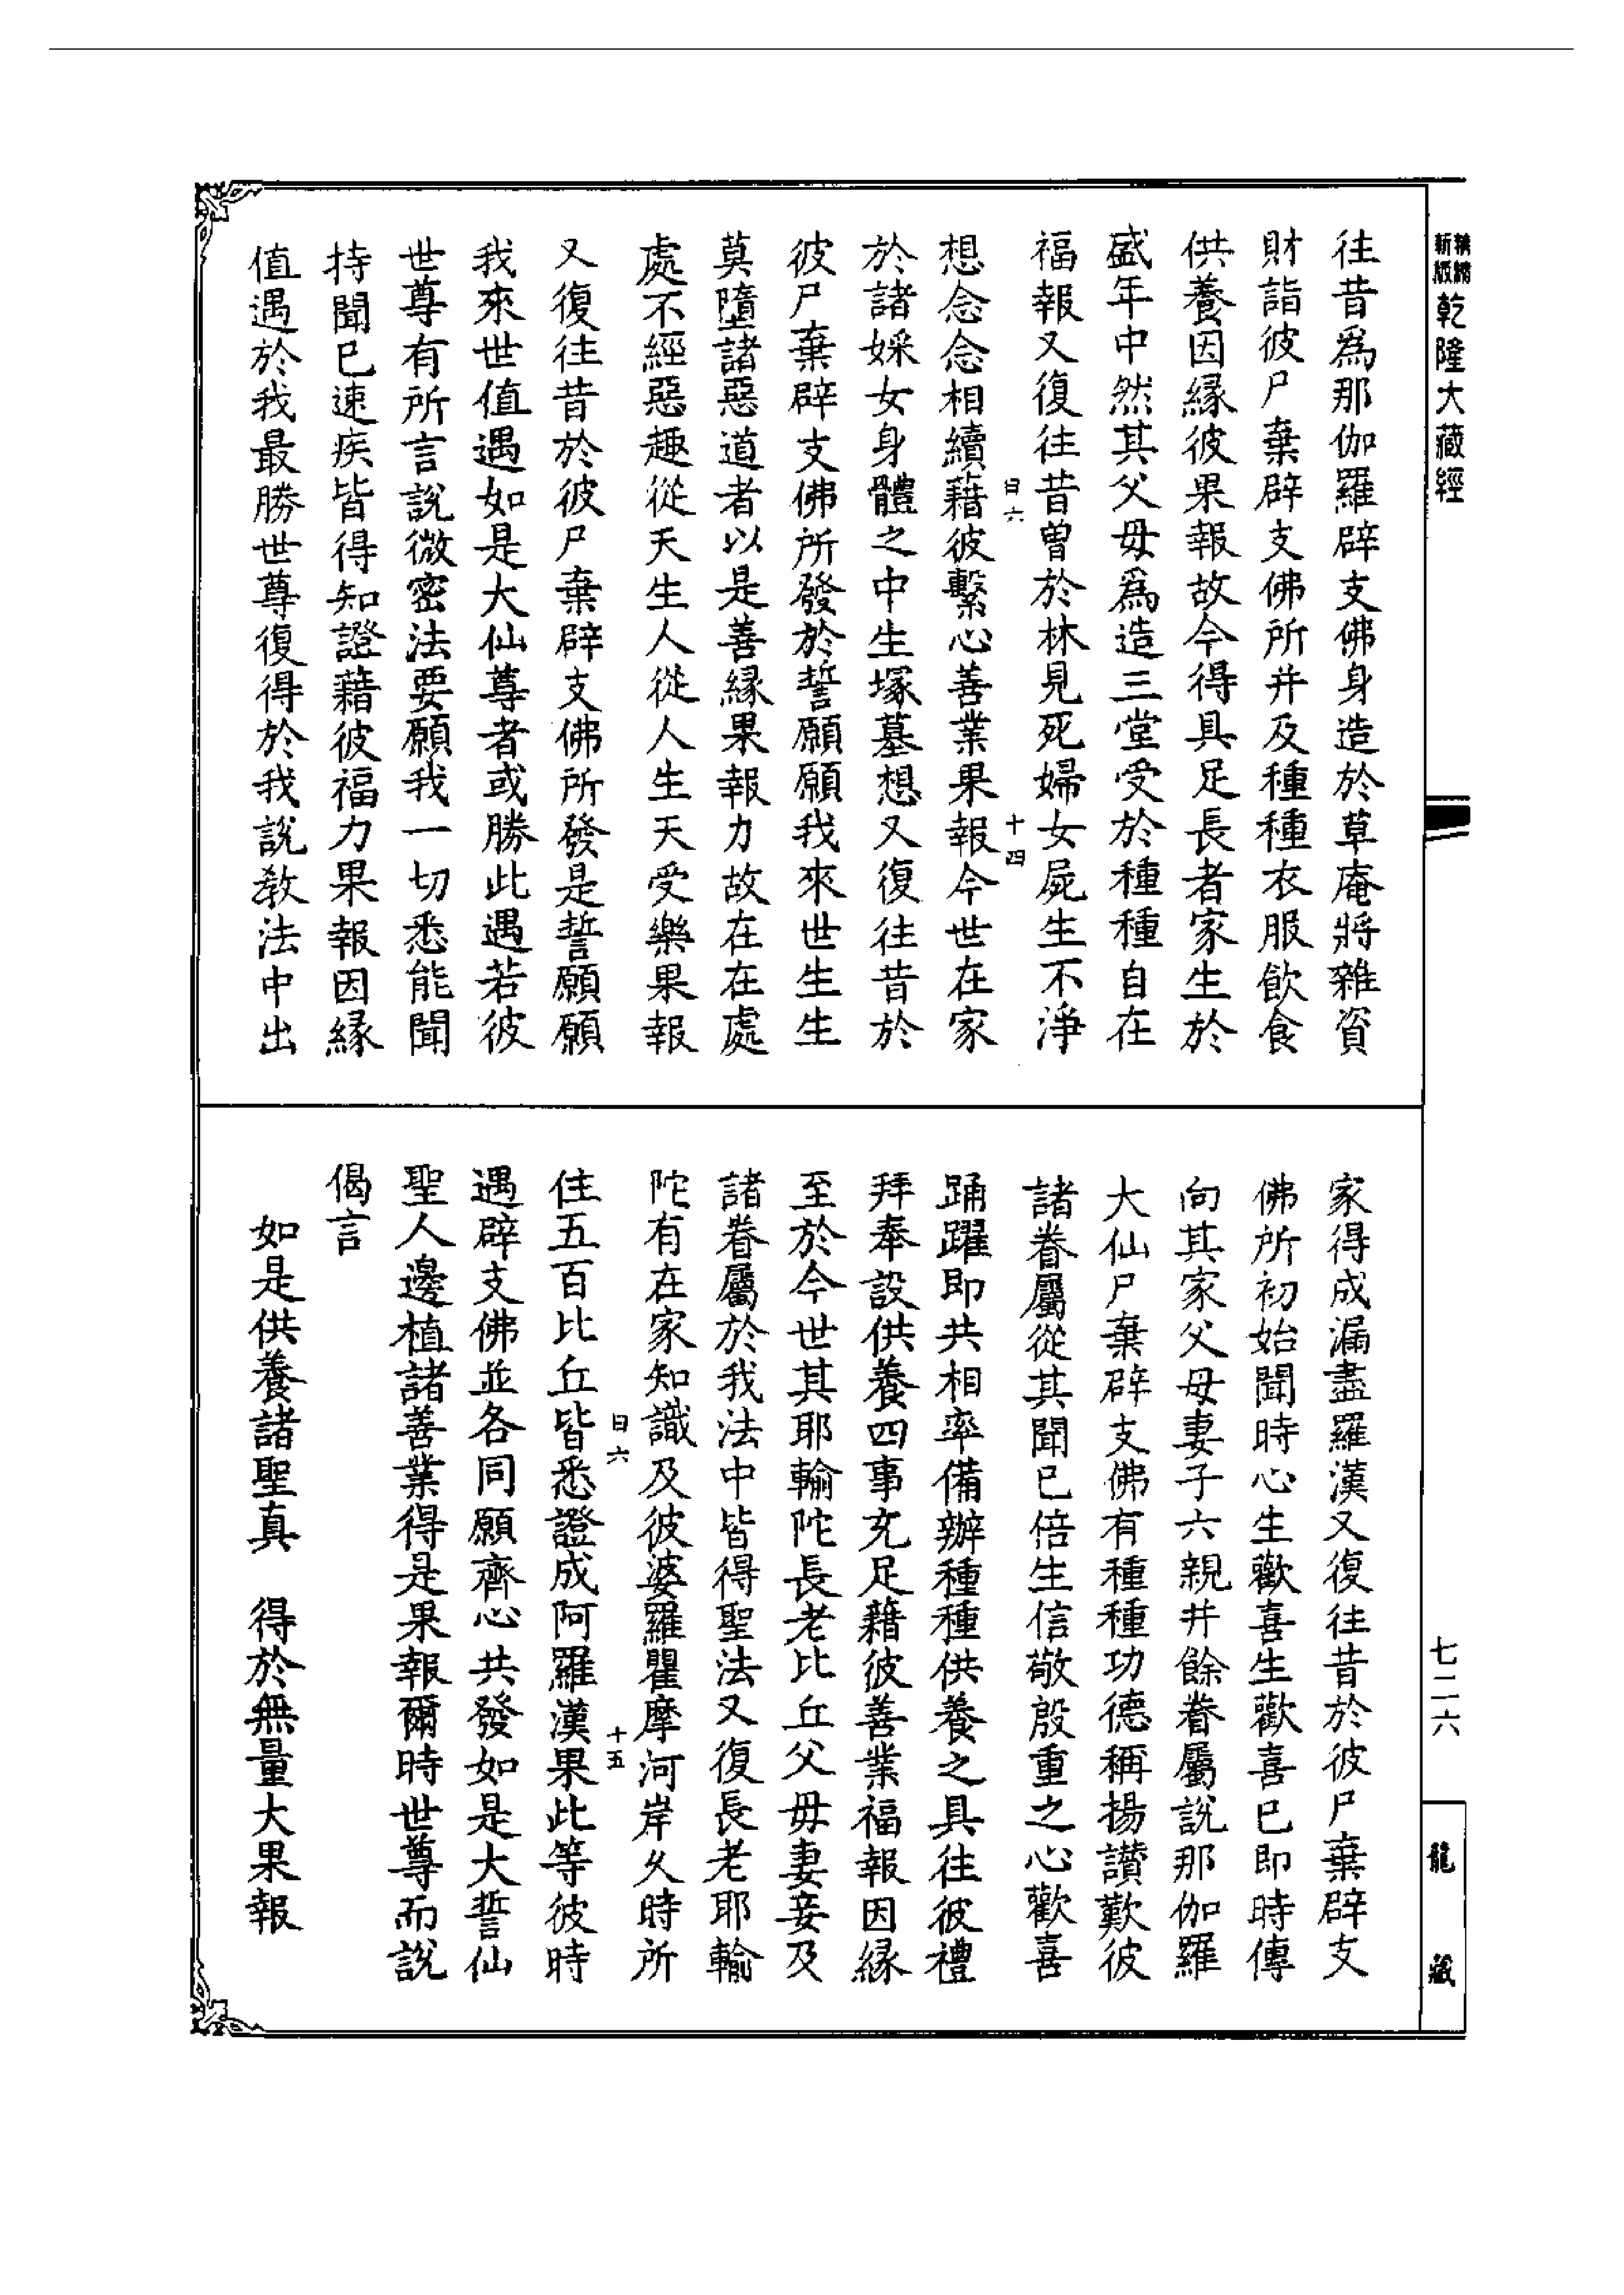 新版精縮乾隆大藏經
往昔爲那伽羅辟支佛身造於草庵將雜資
財詣彼尸棄辟支佛所并及種種衣服飲食
供養因緣彼果報故今得具足長者家生於
盛年中然其父母爲造三堂受於種種自在
福報又復往昔曾於林見死婦女屍生不淨
曰六 十四
想念念相續藉彼繫心善業果報今世在家
於諸婇女身體之中生塚墓想又復往昔於
彼尸棄辟支佛所發於誓願願我來世生生
莫墮諸惡道者以是善緣果報力故在在處
處不經惡趣從天生人從人生天受樂果報
又復往昔於彼尸棄辟支佛所發是誓願願
我來世值遇如是大仙尊者或勝此遇若彼
世尊有所言說微密法要願我一切悉能聞
持聞已速疾皆得知證藉彼福力果報因緣
值遇於我最勝世尊復得於我說教法中出
家得成漏盡羅漢又復往昔於彼尸棄辟支
佛所初始聞時心生歡喜生歡喜已即時傳
向其家父母妻子六親并餘眷屬說那伽羅
大仙尸棄辟支佛有種種功德稱揚讃歎彼
諸眷屬從其聞已倍生信敬殷重之心歡喜
踊躍即共相率備辦種種供養之具往彼禮
拜奉設供養四事充足藉彼善業福報因緣
至於今世其耶輸陀長老比丘父母妻妾及
諸眷屬於我法中皆得聖法又復長老耶輸
陀有在家知識及彼婆羅瞿摩河岸久時所
曰六 十五
住五百比丘皆悉證成阿羅漢果此等彼時
遇辟支佛並各同願齊心共發如是大誓仙
聖人邊植諸善業得是果報爾時世尊而說
偈言
如是供養諸聖真　得於無量大果報
七二六
龍藏